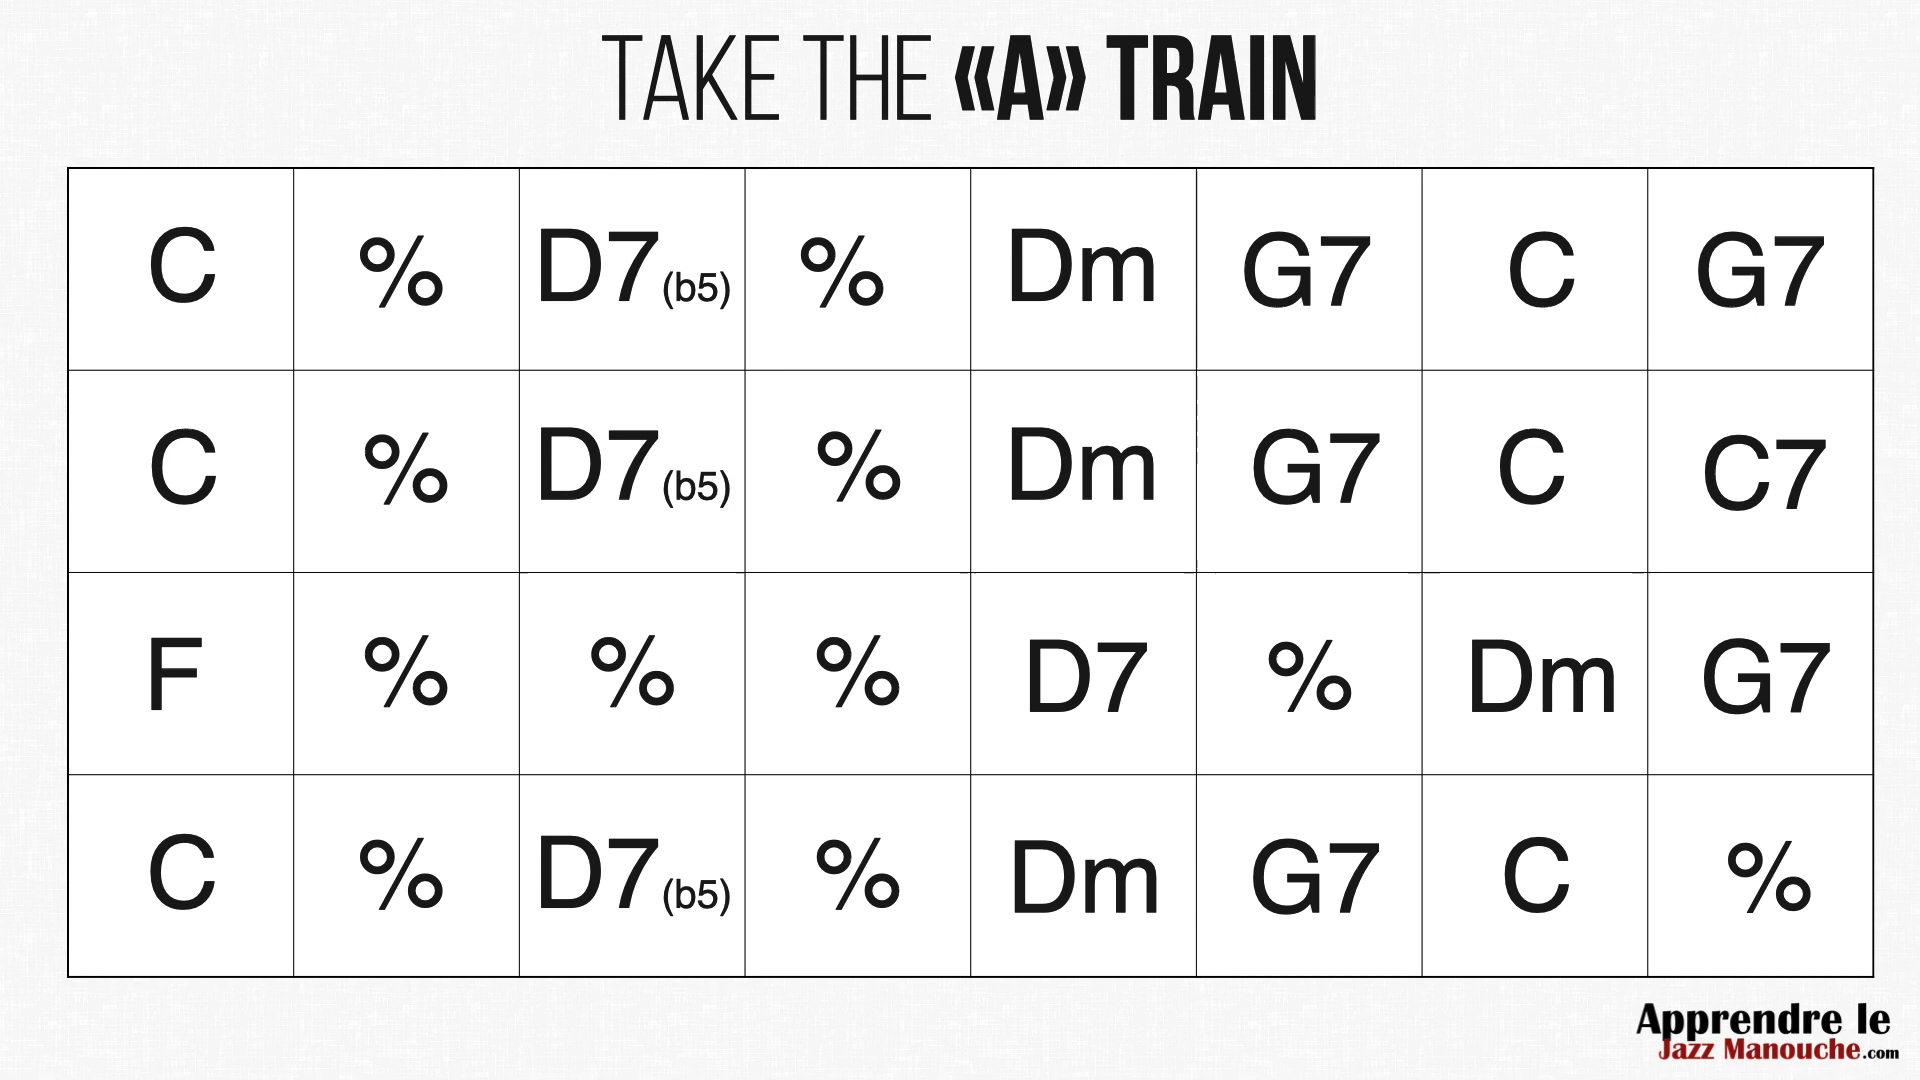 TAKE THE «A» TRAIN
C % D7(b5) % Dm G7 C G7
C % D7(b5) % Dm G7 C C7
F % % % D7 % Dm G7
C % D7(b5) % Dm G7 C %
Apprendre le
Jazz Manouche.com